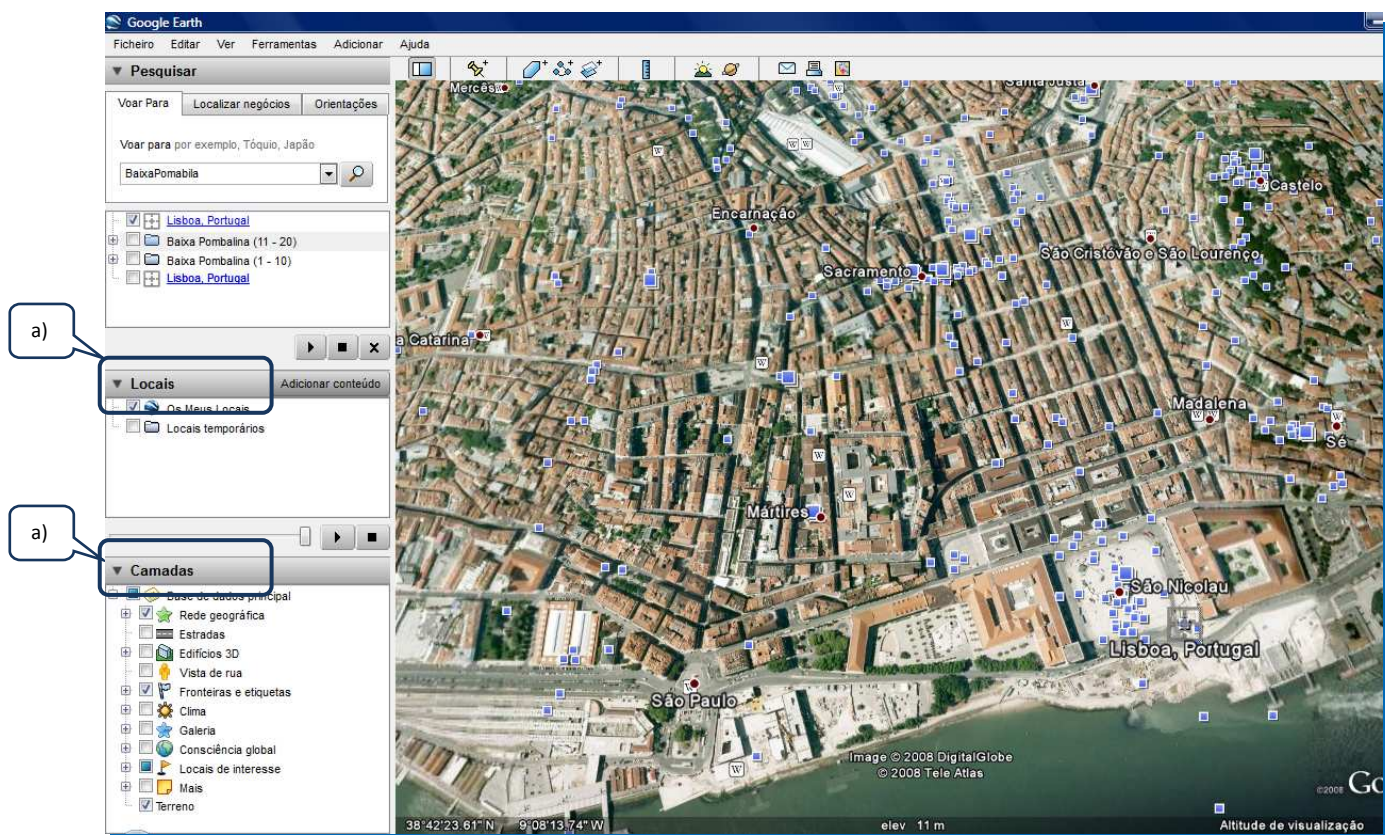 Google Earth
Ficheiro Editar Ver Ferramentas Adicionar Ajuda
Pesquisar
Voar Para Localizar negócios Orientações
Voar para por exemplo, Tóquio, Japão
BaixaPomabila
Lisboa, Portugal
Baixa Pombalina (11 - 20)
Baixa Pombalina (1 - 10)
Lisboa, Portugal
a)
Locais Adicionar conteúdo
Os Meus Locais
Locais temporários
a)
Camadas
Base de dados principal
Rede geográfica
Estradas
Edifícios 3D
Vista de rua
Fronteiras e etiquetas
Clima
Galeria
Consciência global
Locais de interesse
Mais
Terreno
Mercês
Santa Justa
Castelo
Encarnação
São Cristóvão e São Lourenço
Sacramento
a Catarina
Madalena
Sé
Mártires
São Nicolau
Lisboa, Portugal
São Paulo
Image © 2008 DigitalGlobe
© 2008 Tele Atlas
©2008 Go
38°42'23.61" N 9°08'13.74" W elev 11 m Altitude de visualização